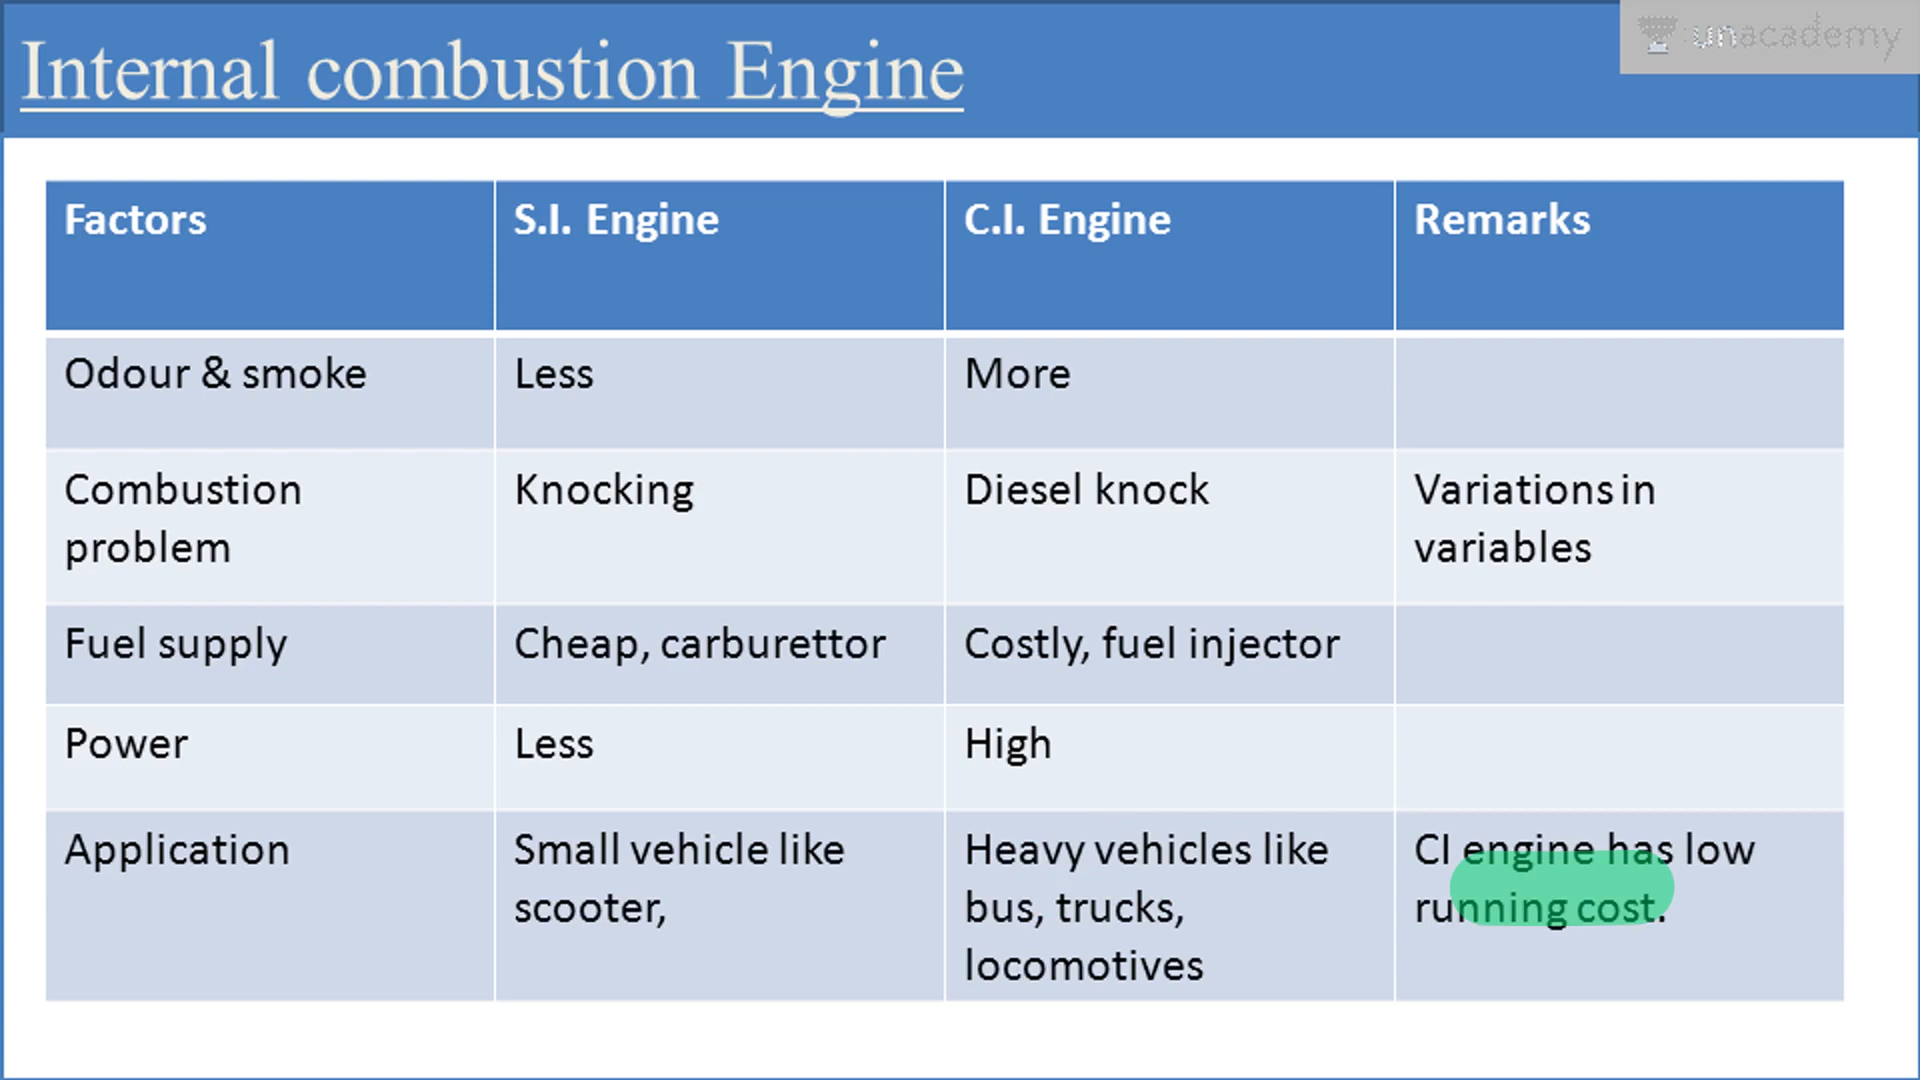 Internal combustion Engine
unacademy
Factors
S.I. Engine
C.I. Engine
Remarks
Odour & smoke
Less
More
Combustion
problem
Knocking
Diesel knock
Variations in
variables
Fuel supply
Cheap, carburettor
Costly, fuel injector
Power
Less
High
Application
Small vehicle like
scooter,
Heavy vehicles like
bus, trucks,
locomotives
CI engine has low
running cost.